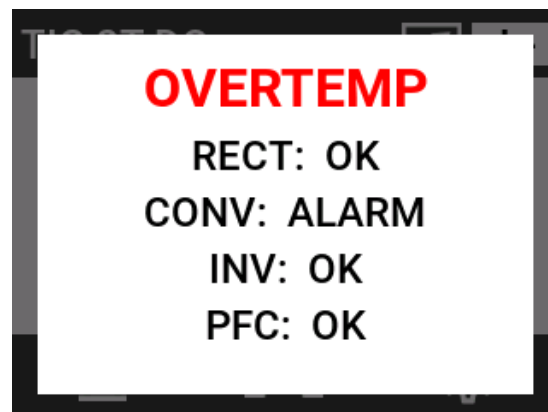 OVERTEMP
RECT: OK
CONV: ALARM
INV: OK
PFC: OK